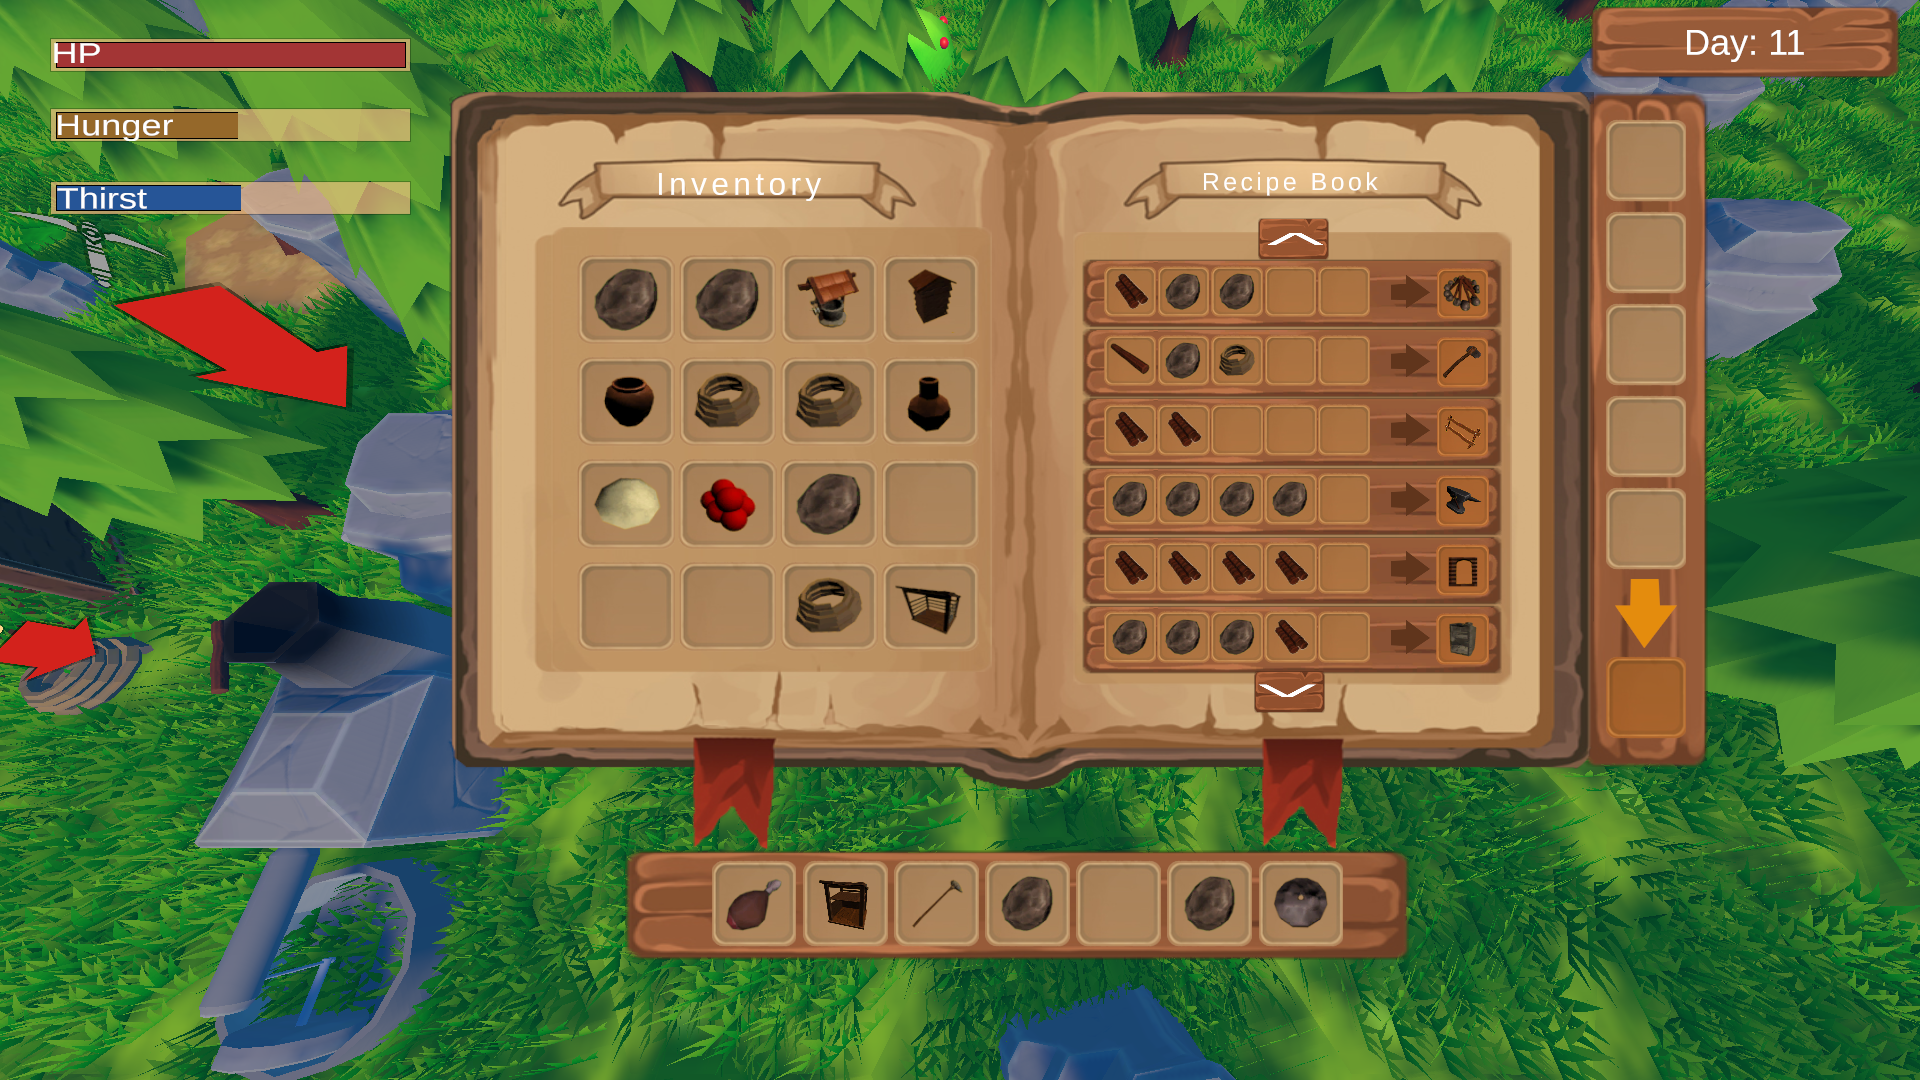 HP
Hunger
Thirst
Day: 11
Inventory
Recipe Book